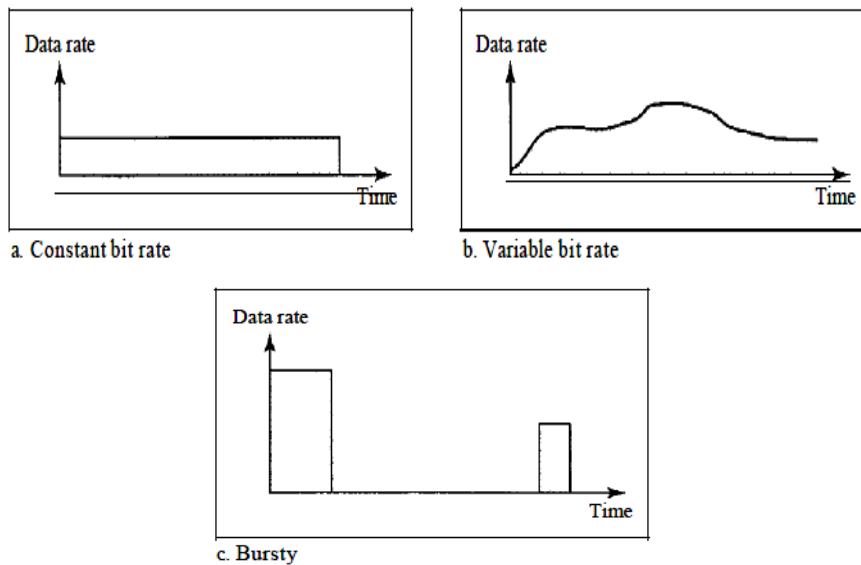 Data rate
Time
a. Constant bit rate
Data rate
Time
b. Variable bit rate
Data rate
Time
c. Bursty